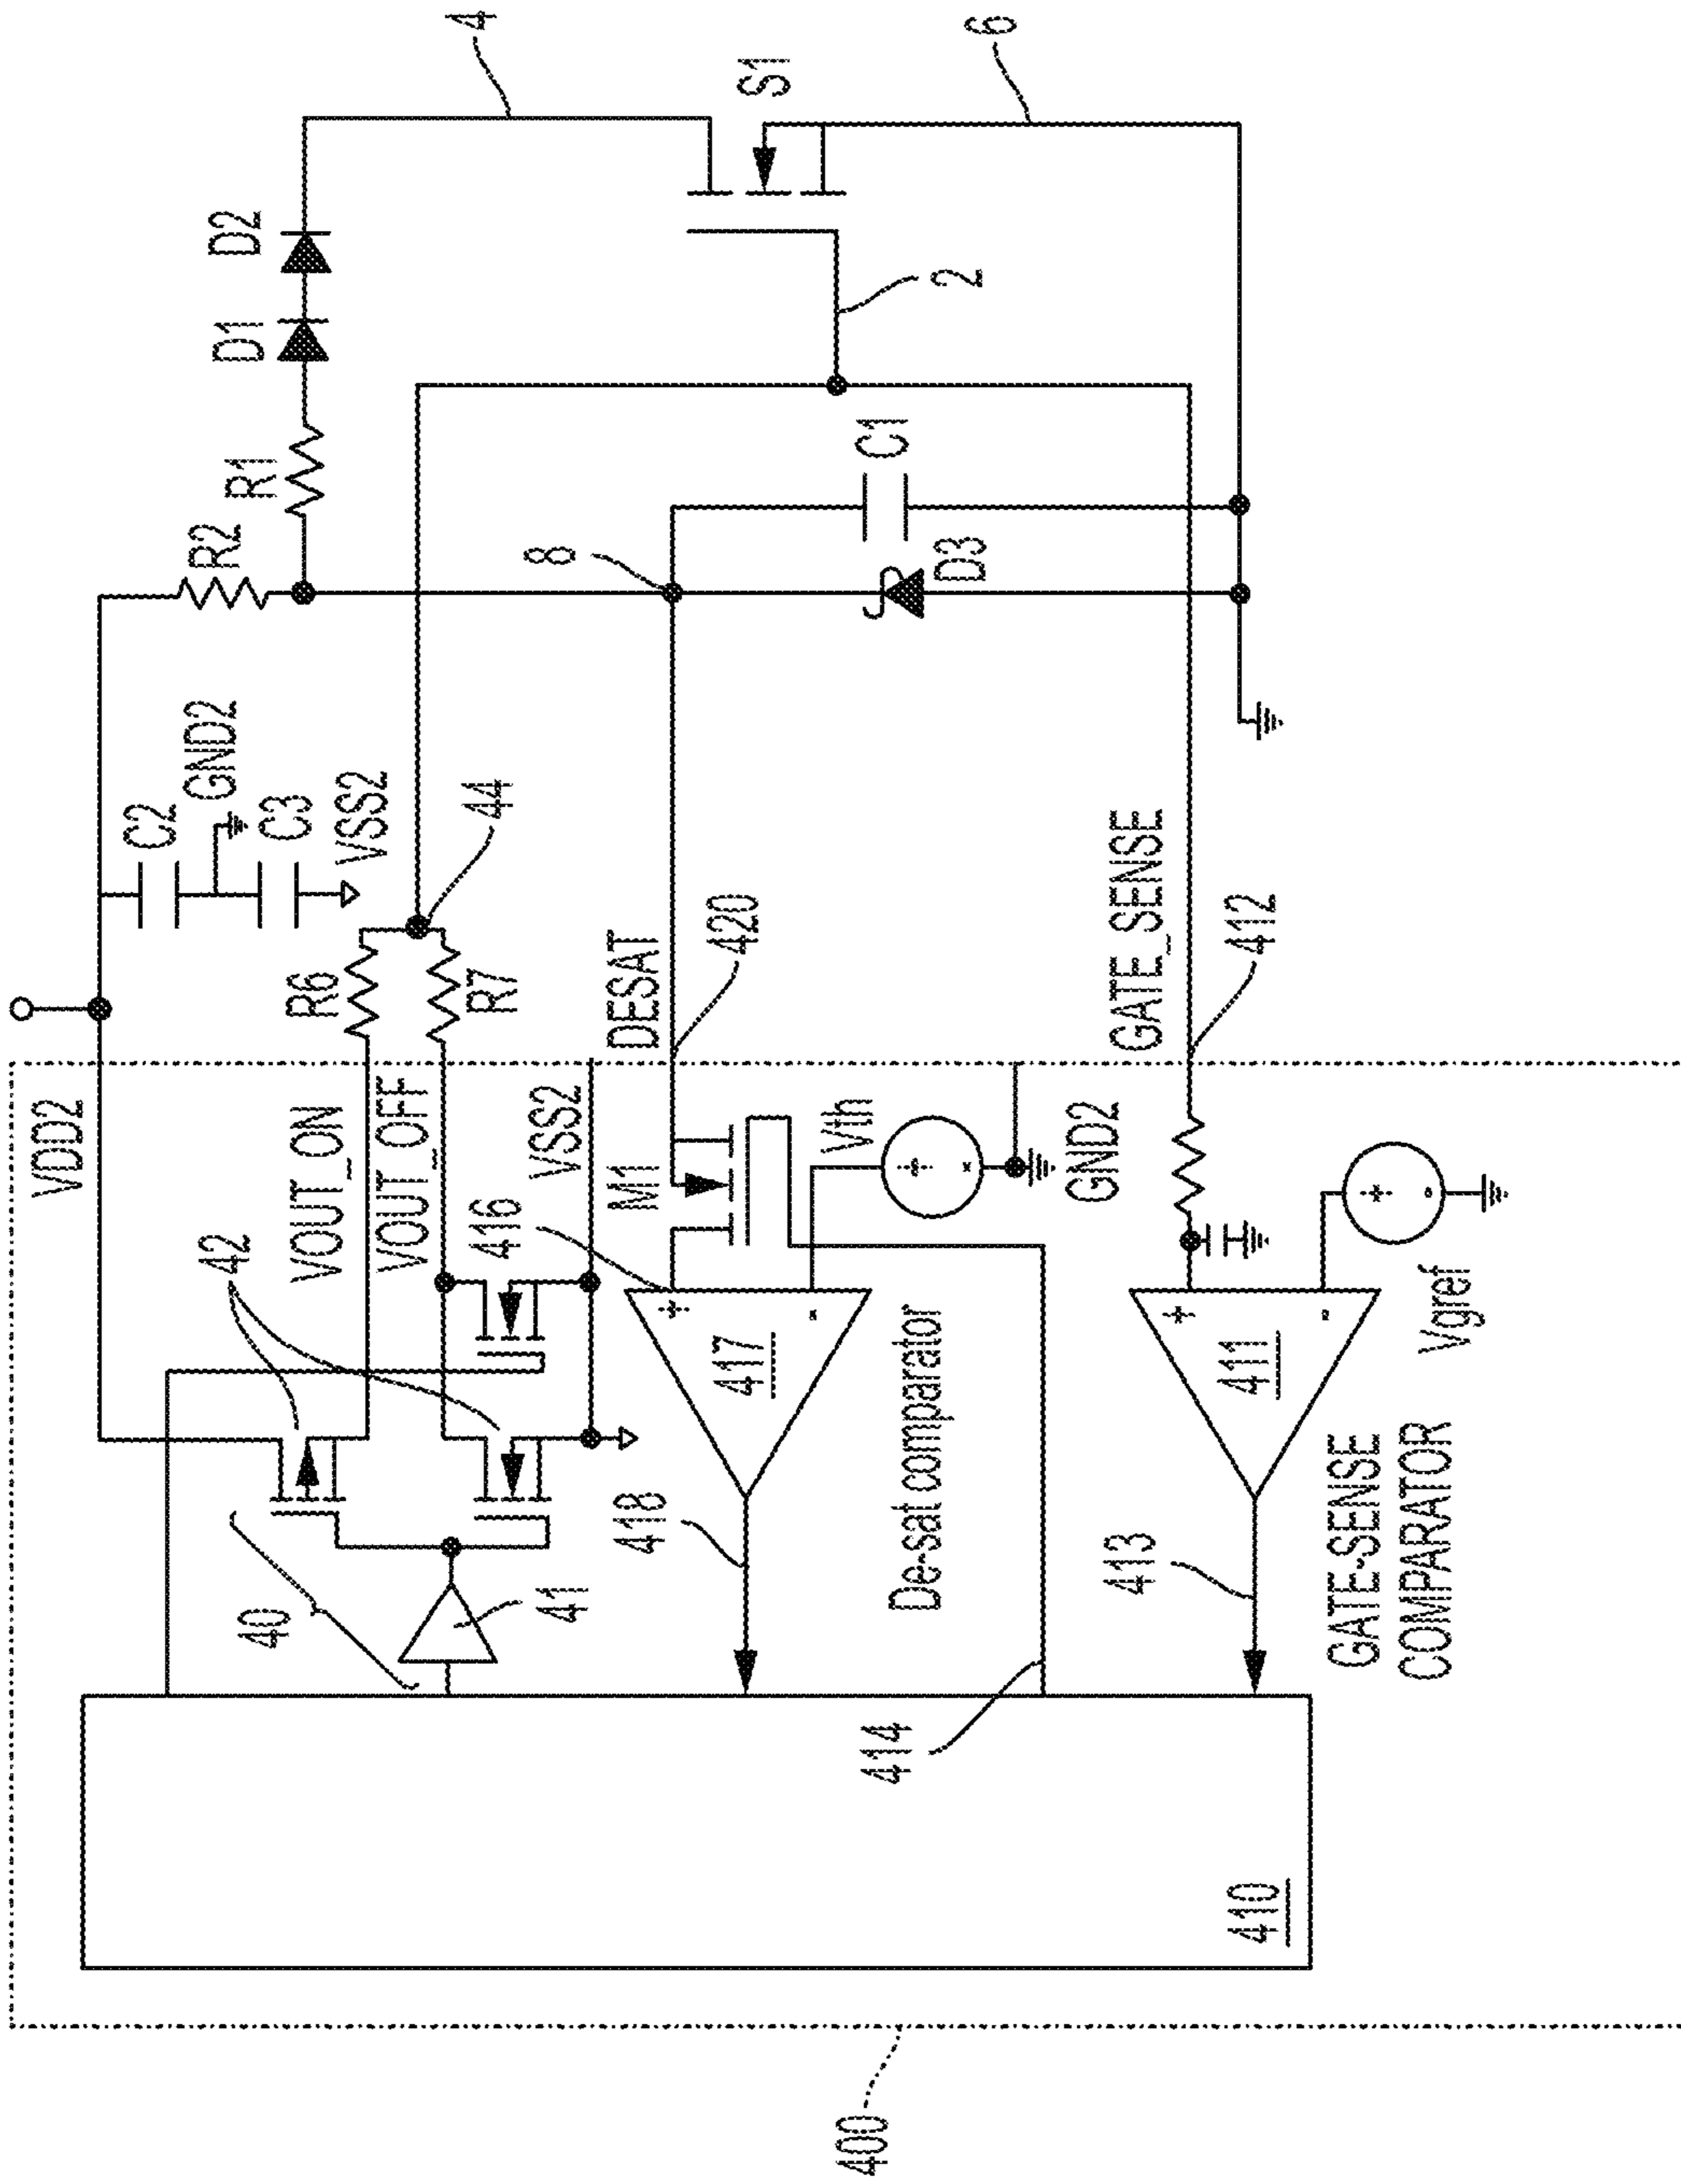 4
S1
6
D2
D1
2
R1
C1
R2
8
D3
C2
GND2
C3
VSS2
44
R6
R7
DESAT
420
GATE_SENSE
412
VDD2
VOUT_ON
VOUT_OFF
VSS2
M1
Vth
GND2
42
416
+
-
417
De-sat comparator
+
-
411
Vgref
+
-
+
-
40
41
418
413
GATE-SENSE
COMPARATOR
414
410
400